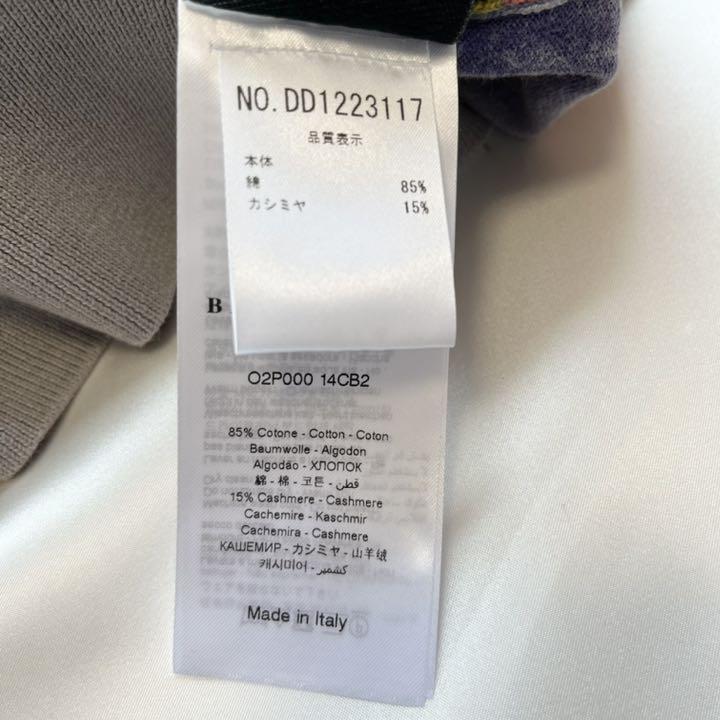 NO. DD1223117
品質表示
本体
綿 85%
カシミヤ 15%
B
O2P000 14CB2
85% Cotone - Cotton - Coton
Baumwolle - Algodon
Algodão - ХЛОПОК
綿 - 棉 - 코튼 - قطن
15% Cashmere - Cashmere
Cachemire - Kaschmir
Cachemira - Cashmere
КАШЕМИР - カシミヤ - 山羊绒
캐시미어 - كشمير
Made in Italy